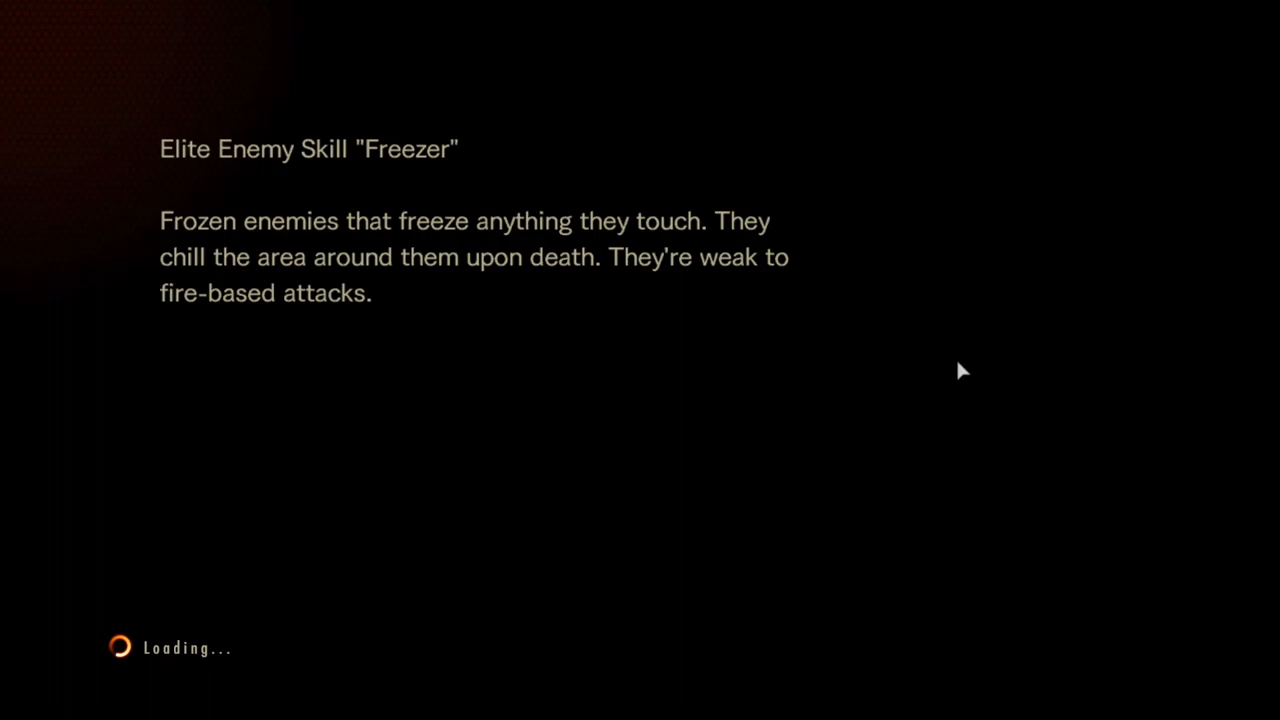 Elite Enemy Skill "Freezer"
Frozen enemies that freeze anything they touch. They
chill the area around them upon death. They're weak to
fire-based attacks.
Loading...